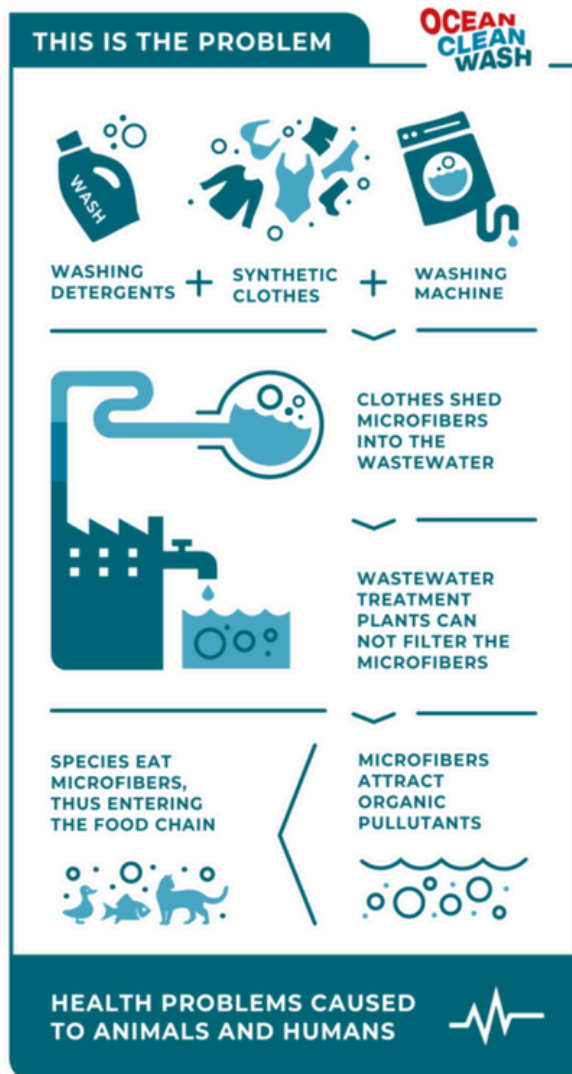 THIS IS THE PROBLEM
OCEAN
CLEAN
WASH
WASH
WASHING
DETERGENTS
+
SYNTHETIC
CLOTHES
+
WASHING
MACHINE
CLOTHES SHED
MICROFIBERS
INTO THE
WASTEWATER
WASTEWATER
TREATMENT
PLANTS CAN
NOT FILTER THE
MICROFIBERS
MICROFIBERS
ATTRACT
ORGANIC
PULLUTANTS
SPECIES EAT
MICROFIBERS,
THUS ENTERING
THE FOOD CHAIN
HEALTH PROBLEMS CAUSED
TO ANIMALS AND HUMANS